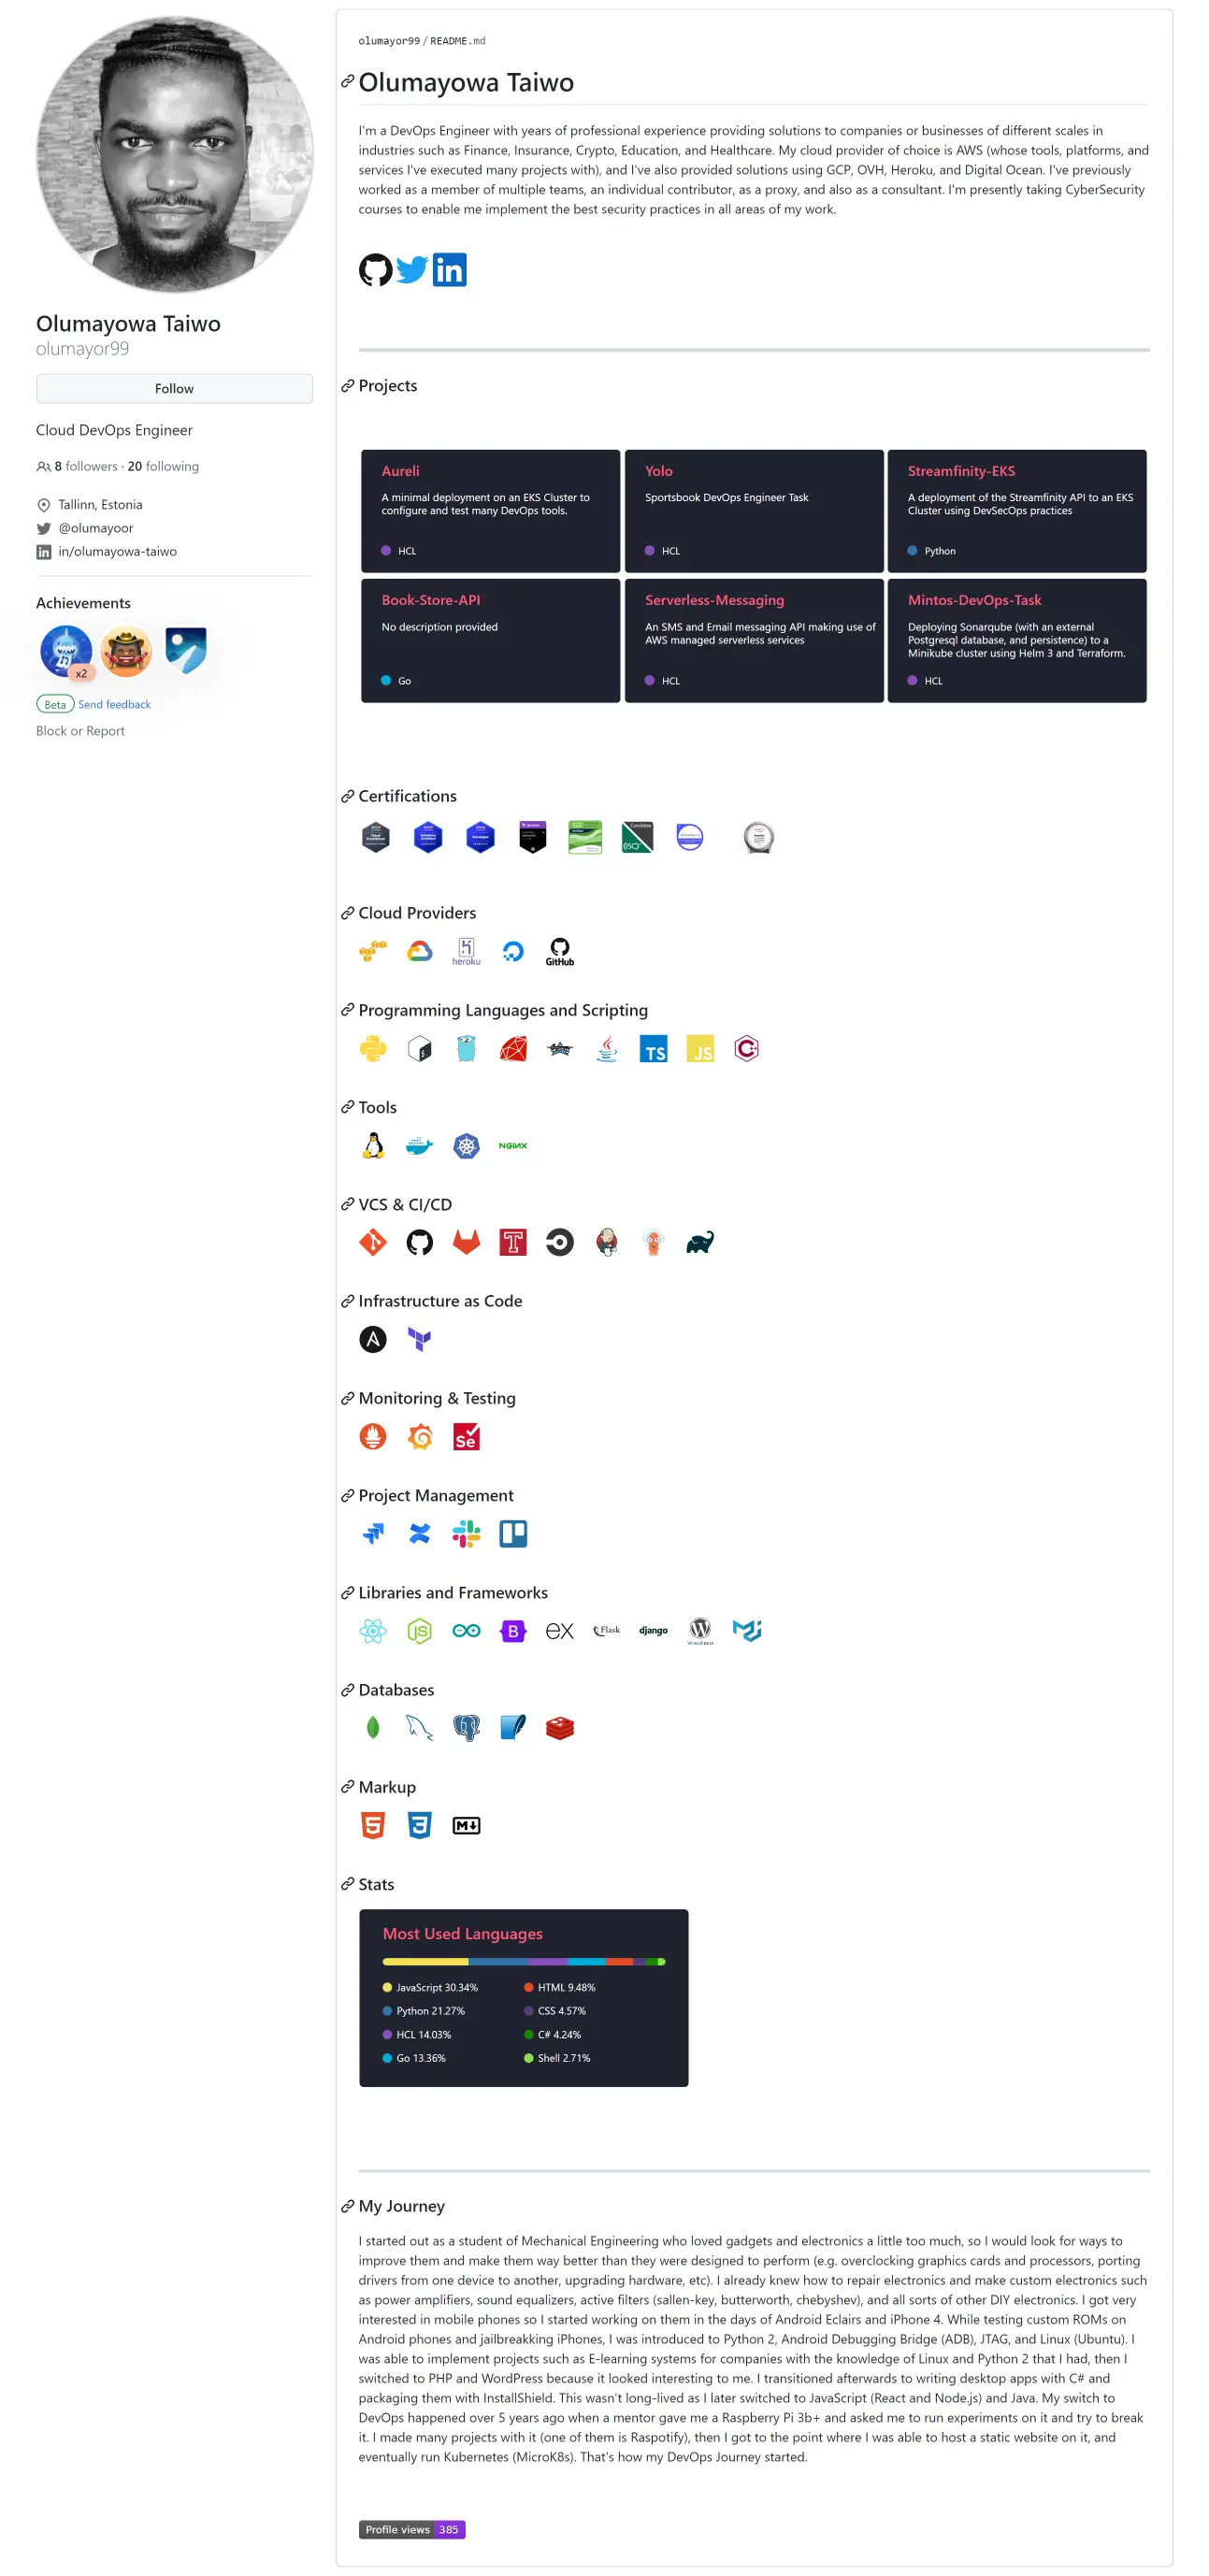 Olumayowa Taiwo
olumayor99
Follow
Cloud DevOps Engineer
8 followers · 20 following
Tallinn, Estonia
@olumayoor
in/olumayowa-taiwo
Achievements
x2
Beta Send feedback
Block or Report
olumayor99 / README.md
Olumayowa Taiwo
I'm a DevOps Engineer with years of professional experience providing solutions to companies or businesses of different scales in
industries such as Finance, Insurance, Crypto, Education, and Healthcare. My cloud provider of choice is AWS (whose tools, platforms, and
services I've executed many projects with), and I've also provided solutions using GCP, OVH, Heroku, and Digital Ocean. I've previously
worked as a member of multiple teams, an individual contributor, as a proxy, and also as a consultant. I'm presently taking CyberSecurity
courses to enable me implement the best security practices in all areas of my work.
in
Projects
Aureli
A minimal deployment on an EKS Cluster to
configure and test many DevOps tools.
HCL
Yolo
Sportsbook DevOps Engineer Task
HCL
Streamfinity-EKS
A deployment of the Streamfinity API to an EKS
Cluster using DevSecOps practices
Python
Book-Store-API
No description provided
Go
Serverless-Messaging
An SMS and Email messaging API making use of
AWS managed serverless services
HCL
Mintos-DevOps-Task
Deploying Sonarqube (with an external
Postgresql database, and persistence) to a
Minikube cluster using Helm 3 and Terraform.
HCL
Certifications
Cloud Providers
heroku
GitHub
Programming Languages and Scripting
TS
JS
C
Tools
NGINX
VCS & CI/CD
Infrastructure as Code
Monitoring & Testing
Se
Project Management
Libraries and Frameworks
JS
B
ex
Flask
django
WordPress
Databases
Markup
5
3
M
Stats
Most Used Languages
JavaScript 30.34%
Python 21.27%
HCL 14.03%
Go 13.36%
HTML 9.48%
CSS 4.57%
C# 4.24%
Shell 2.71%
My Journey
I started out as a student of Mechanical Engineering who loved gadgets and electronics a little too much, so I would look for ways to
improve them and make them way better than they were designed to perform (e.g. overclocking graphics cards and processors, porting
drivers from one device to another, upgrading hardware, etc). I already knew how to repair electronics and make custom electronics such
as power amplifiers, sound equalizers, active filters (sallen-key, butterworth, chebyshev), and all sorts of other DIY electronics. I got very
interested in mobile phones so I started working on them in the days of Android Eclairs and iPhone 4. While testing custom ROMs on
Android phones and jailbreakking iPhones, I was introduced to Python 2, Android Debugging Bridge (ADB), JTAG, and Linux (Ubuntu). I
was able to implement projects such as E-learning systems for companies with the knowledge of Linux and Python 2 that I had, then I
switched to PHP and WordPress because it looked interesting to me. I transitioned afterwards to writing desktop apps with C# and
packaging them with InstallShield. This wasn't long-lived as I later switched to JavaScript (React and Node.js) and Java. My switch to
DevOps happened over 5 years ago when a mentor gave me a Raspberry Pi 3b+ and asked me to run experiments on it and try to break
it. I made many projects with it (one of them is Raspotify), then I got to the point where I was able to host a static website on it, and
eventually run Kubernetes (MicroK8s). That's how my DevOps Journey started.
Profile views 385